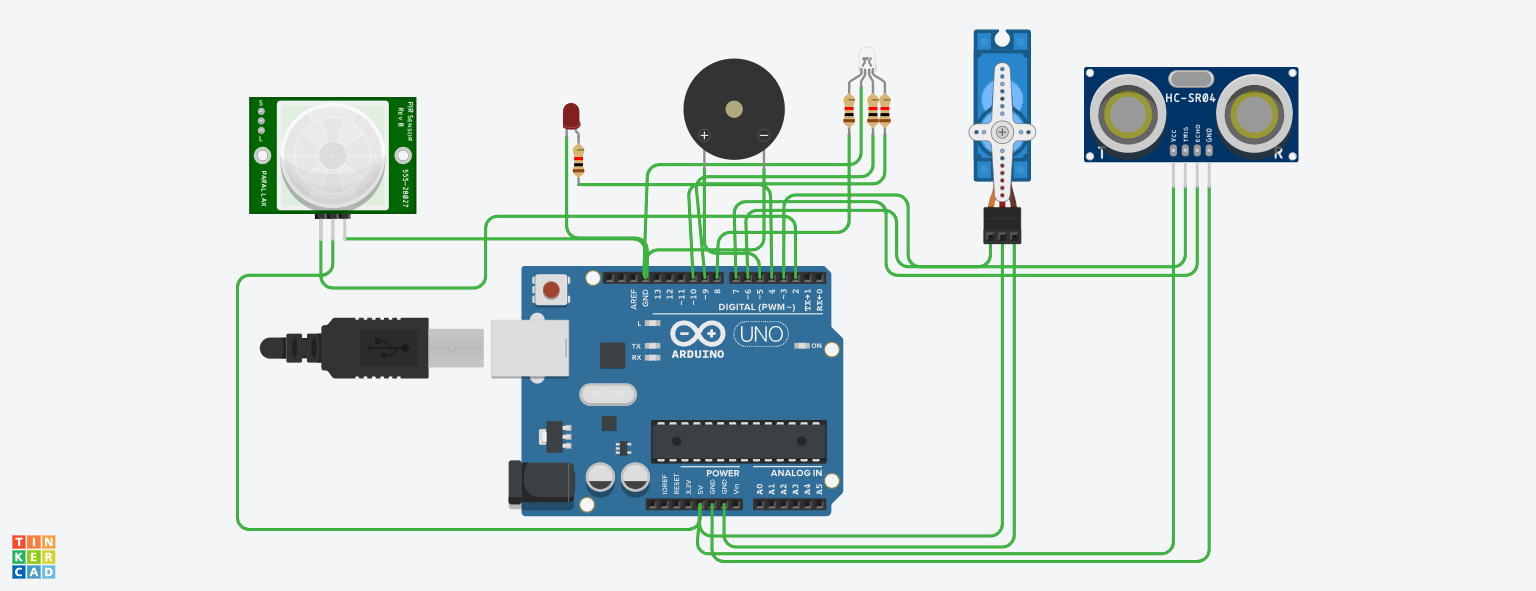 PIR SENSOR
Rev B
S
L
PARALLAX
555-28027
+
−
HC-SR04
VCC
TRIG
ECHO
GND
T
R
AREF
GND
13
12
~11
~10
~9
8
7
~6
~5
4
~3
2
TX→1
RX←0
DIGITAL (PWM~)
L
TX
RX
ARDUINO
UNO
ON
POWER
ANALOG IN
IOREF
RESET
3.3V
5V
GND
GND
Vin
A0
A1
A2
A3
A4
A5
TIN
KER
CAD